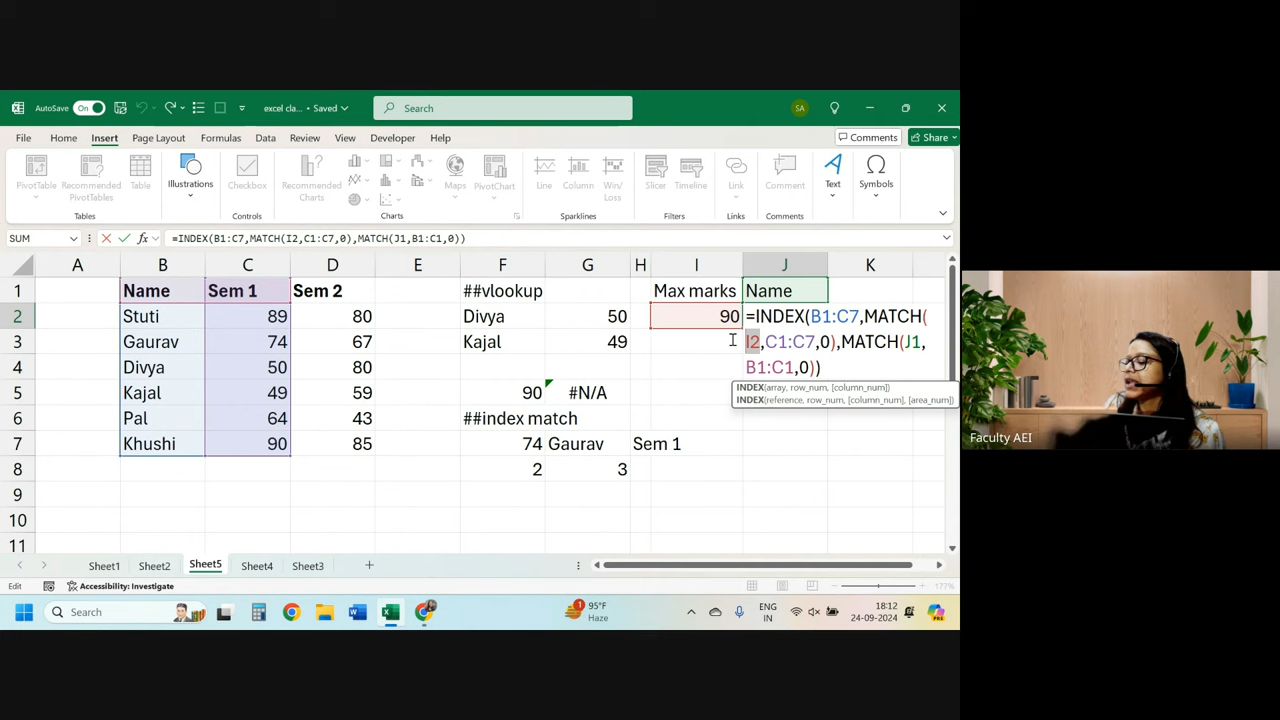 AutoSave On excel cla... • Saved Search SA
File Home Insert Page Layout Formulas Data Review View Developer Help Comments Share
PivotTable Recommended PivotTables Table Illustrations Checkbox Recommended Charts Maps PivotChart Line Column Win/Loss Slicer Timeline Link Comment Text Symbols
Tables Controls Charts Sparklines Filters Links Comments
SUM fx =INDEX(B1:C7,MATCH(I2,C1:C7,0),MATCH(J1,B1:C1,0))
A B C D E F G H I J K
1 Name Sem 1 Sem 2 ##vlookup Max marks Name
2 Stuti 89 80 Divya 50 90 =INDEX(B1:C7,MATCH(
3 Gaurav 74 67 Kajal 49 I2,C1:C7,0),MATCH(J1,
4 Divya 50 80 B1:C1,0))
INDEX(array, row_num, [column_num])
INDEX(reference, row_num, [column_num], [area_num])
5 Kajal 49 59 90 #N/A
6 Pal 64 43 ##index match
7 Khushi 90 85 74 Gaurav Sem 1
8 2 3
9
10
11
Sheet1 Sheet2 Sheet5 Sheet4 Sheet3 +
Edit Accessibility: Investigate 177%
Search 1 95°F Haze ENG IN 18:12 24-09-2024 PRE
Faculty AEI